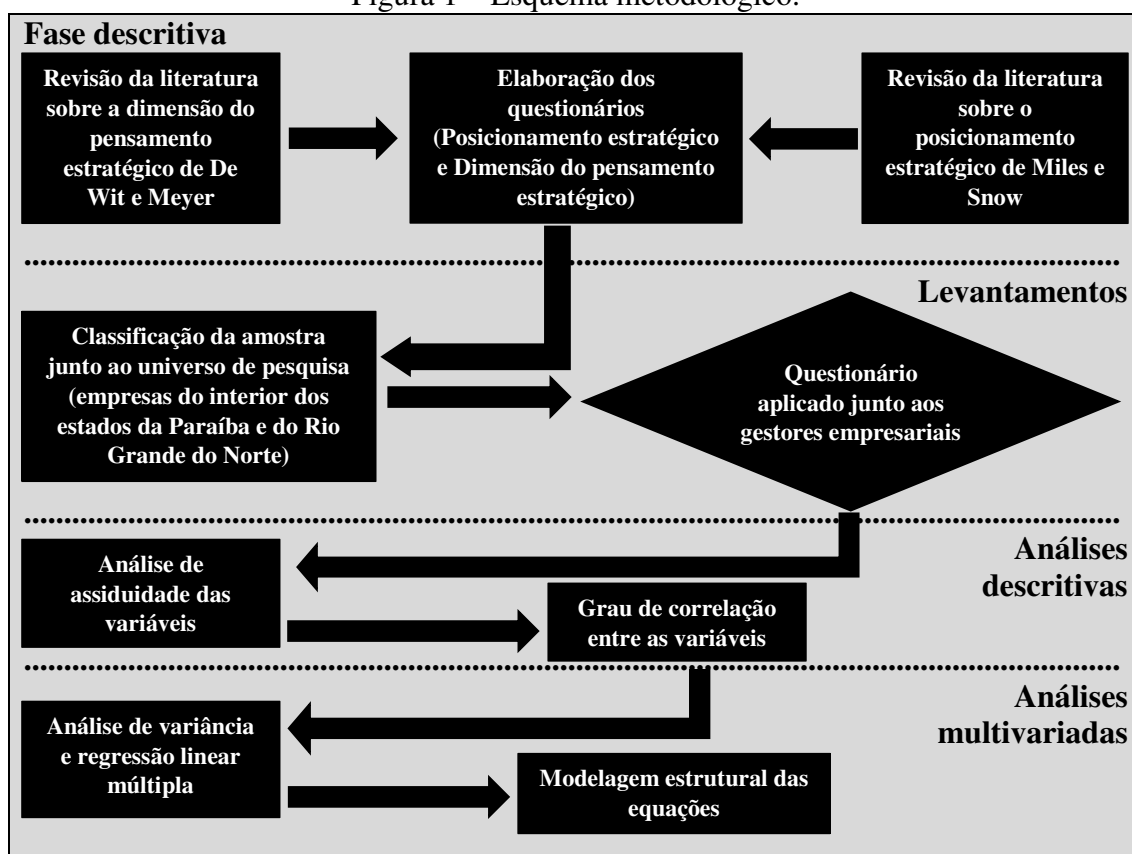 Figura 1 – Esquema metodológico.
Fase descritiva
Revisão da literatura
sobre a dimensão do
pensamento
estratégico de De
Wit e Meyer
Elaboração dos
questionários
(Posicionamento estratégico
e Dimensão do pensamento
estratégico)
Revisão da literatura
sobre o
posicionamento
estratégico de Miles e
Snow
Levantamentos
Classificação da amostra
junto ao universo de pesquisa
(empresas do interior dos
estados da Paraíba e do Rio
Grande do Norte)
Questionário
aplicado junto aos
gestores empresariais
Análises
descritivas
Análise de
assiduidade das
variáveis
Grau de correlação
entre as variáveis
Análises
multivariadas
Análise de variância
e regressão linear
múltipla
Modelagem estrutural das
equações